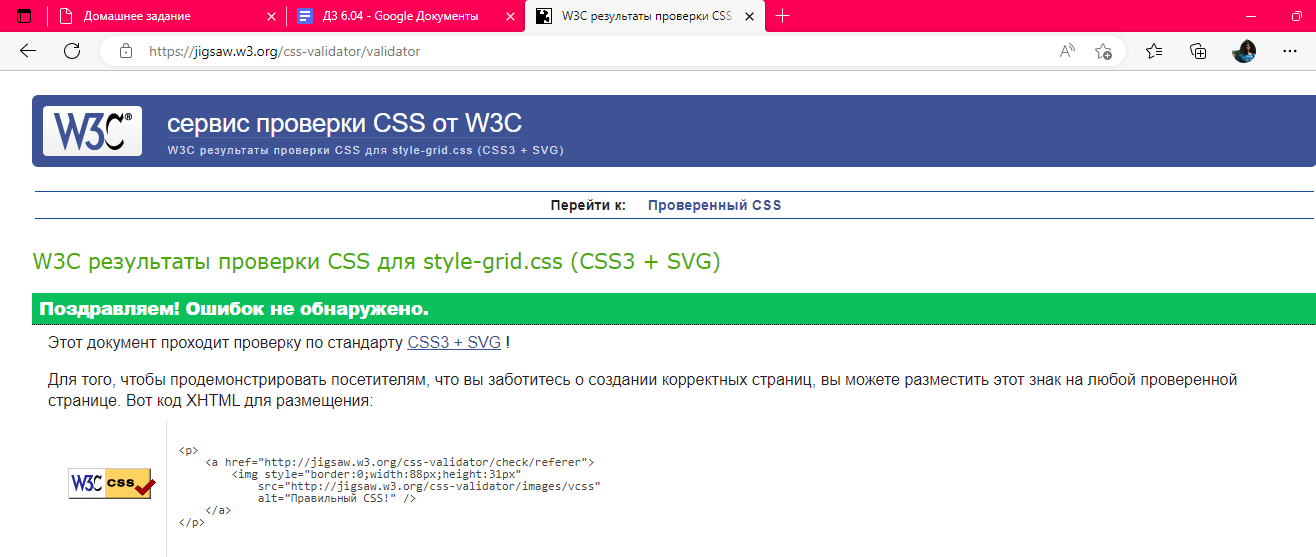 Домашнее задание
ДЗ 6.04 - Google Документы
W3C результаты проверки CSS
https://jigsaw.w3.org/css-validator/validator
W3C®
сервис проверки CSS от W3C
W3C результаты проверки CSS для style-grid.css (CSS3 + SVG)
Перейти к: Проверенный CSS
W3C результаты проверки CSS для style-grid.css (CSS3 + SVG)
Поздравляем! Ошибок не обнаружено.
Этот документ проходит проверку по стандарту CSS3 + SVG !
Для того, чтобы продемонстрировать посетителям, что вы заботитесь о создании корректных страниц, вы можете разместить этот знак на любой проверенной
странице. Вот код XHTML для размещения:
W3C css
<p>
<a href="http://jigsaw.w3.org/css-validator/check/referer">
<img style="border:0;width:88px;height:31px"
src="http://jigsaw.w3.org/css-validator/images/vcss"
alt="Правильный CSS!" />
</a>
</p>